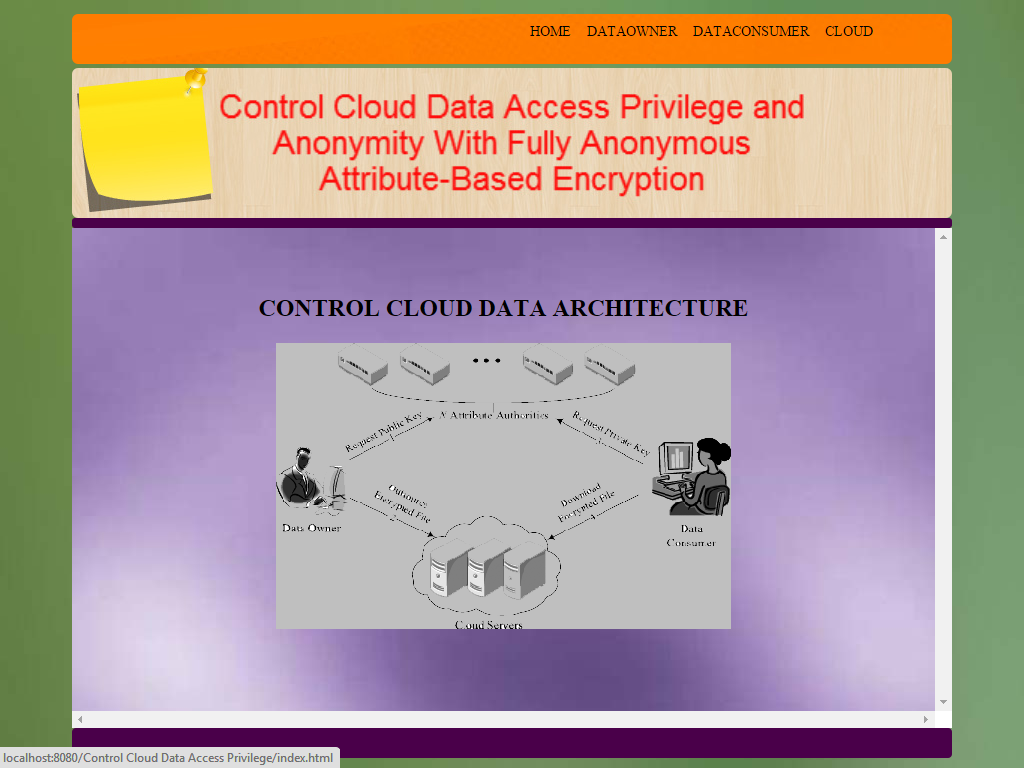 HOME DATAOWNER DATACONSUMER CLOUD
Control Cloud Data Access Privilege and
Anonymity With Fully Anonymous
Attribute-Based Encryption
CONTROL CLOUD DATA ARCHITECTURE
N Attribute Authorities
Request Public Key
Request Private Key
Outsource
Encrypted File
Download
Encrypted File
Data Owner
Data
Consumer
Cloud Servers
localhost:8080/Control Cloud Data Access Privilege/index.html